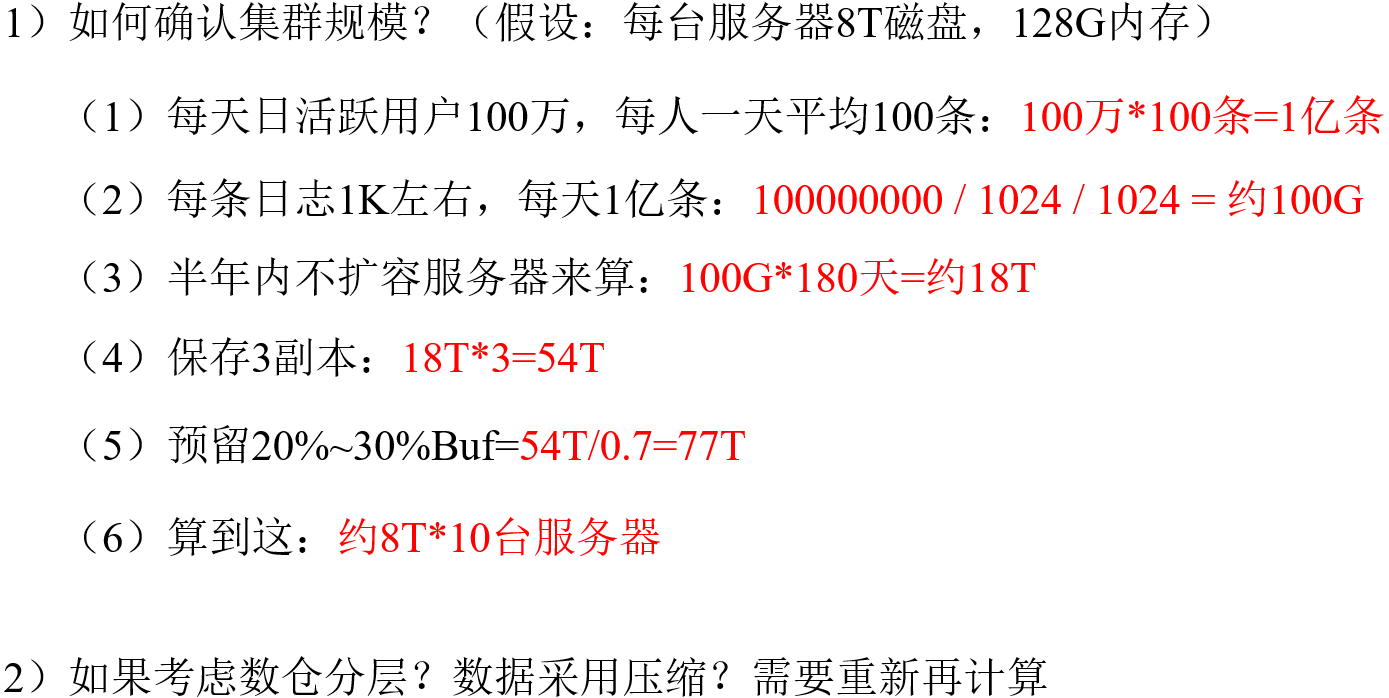 1）如何确认集群规模？（假设：每台服务器8T磁盘，128G内存）
（1）每天日活跃用户100万，每人一天平均100条：100万*100条=1亿条
（2）每条日志1K左右，每天1亿条：100000000 / 1024 / 1024 = 约100G
（3）半年内不扩容服务器来算：100G*180天=约18T
（4）保存3副本：18T*3=54T
（5）预留20%~30%Buf=54T/0.7=77T
（6）算到这：约8T*10台服务器
2）如果考虑数仓分层？数据采用压缩？需要重新再计算